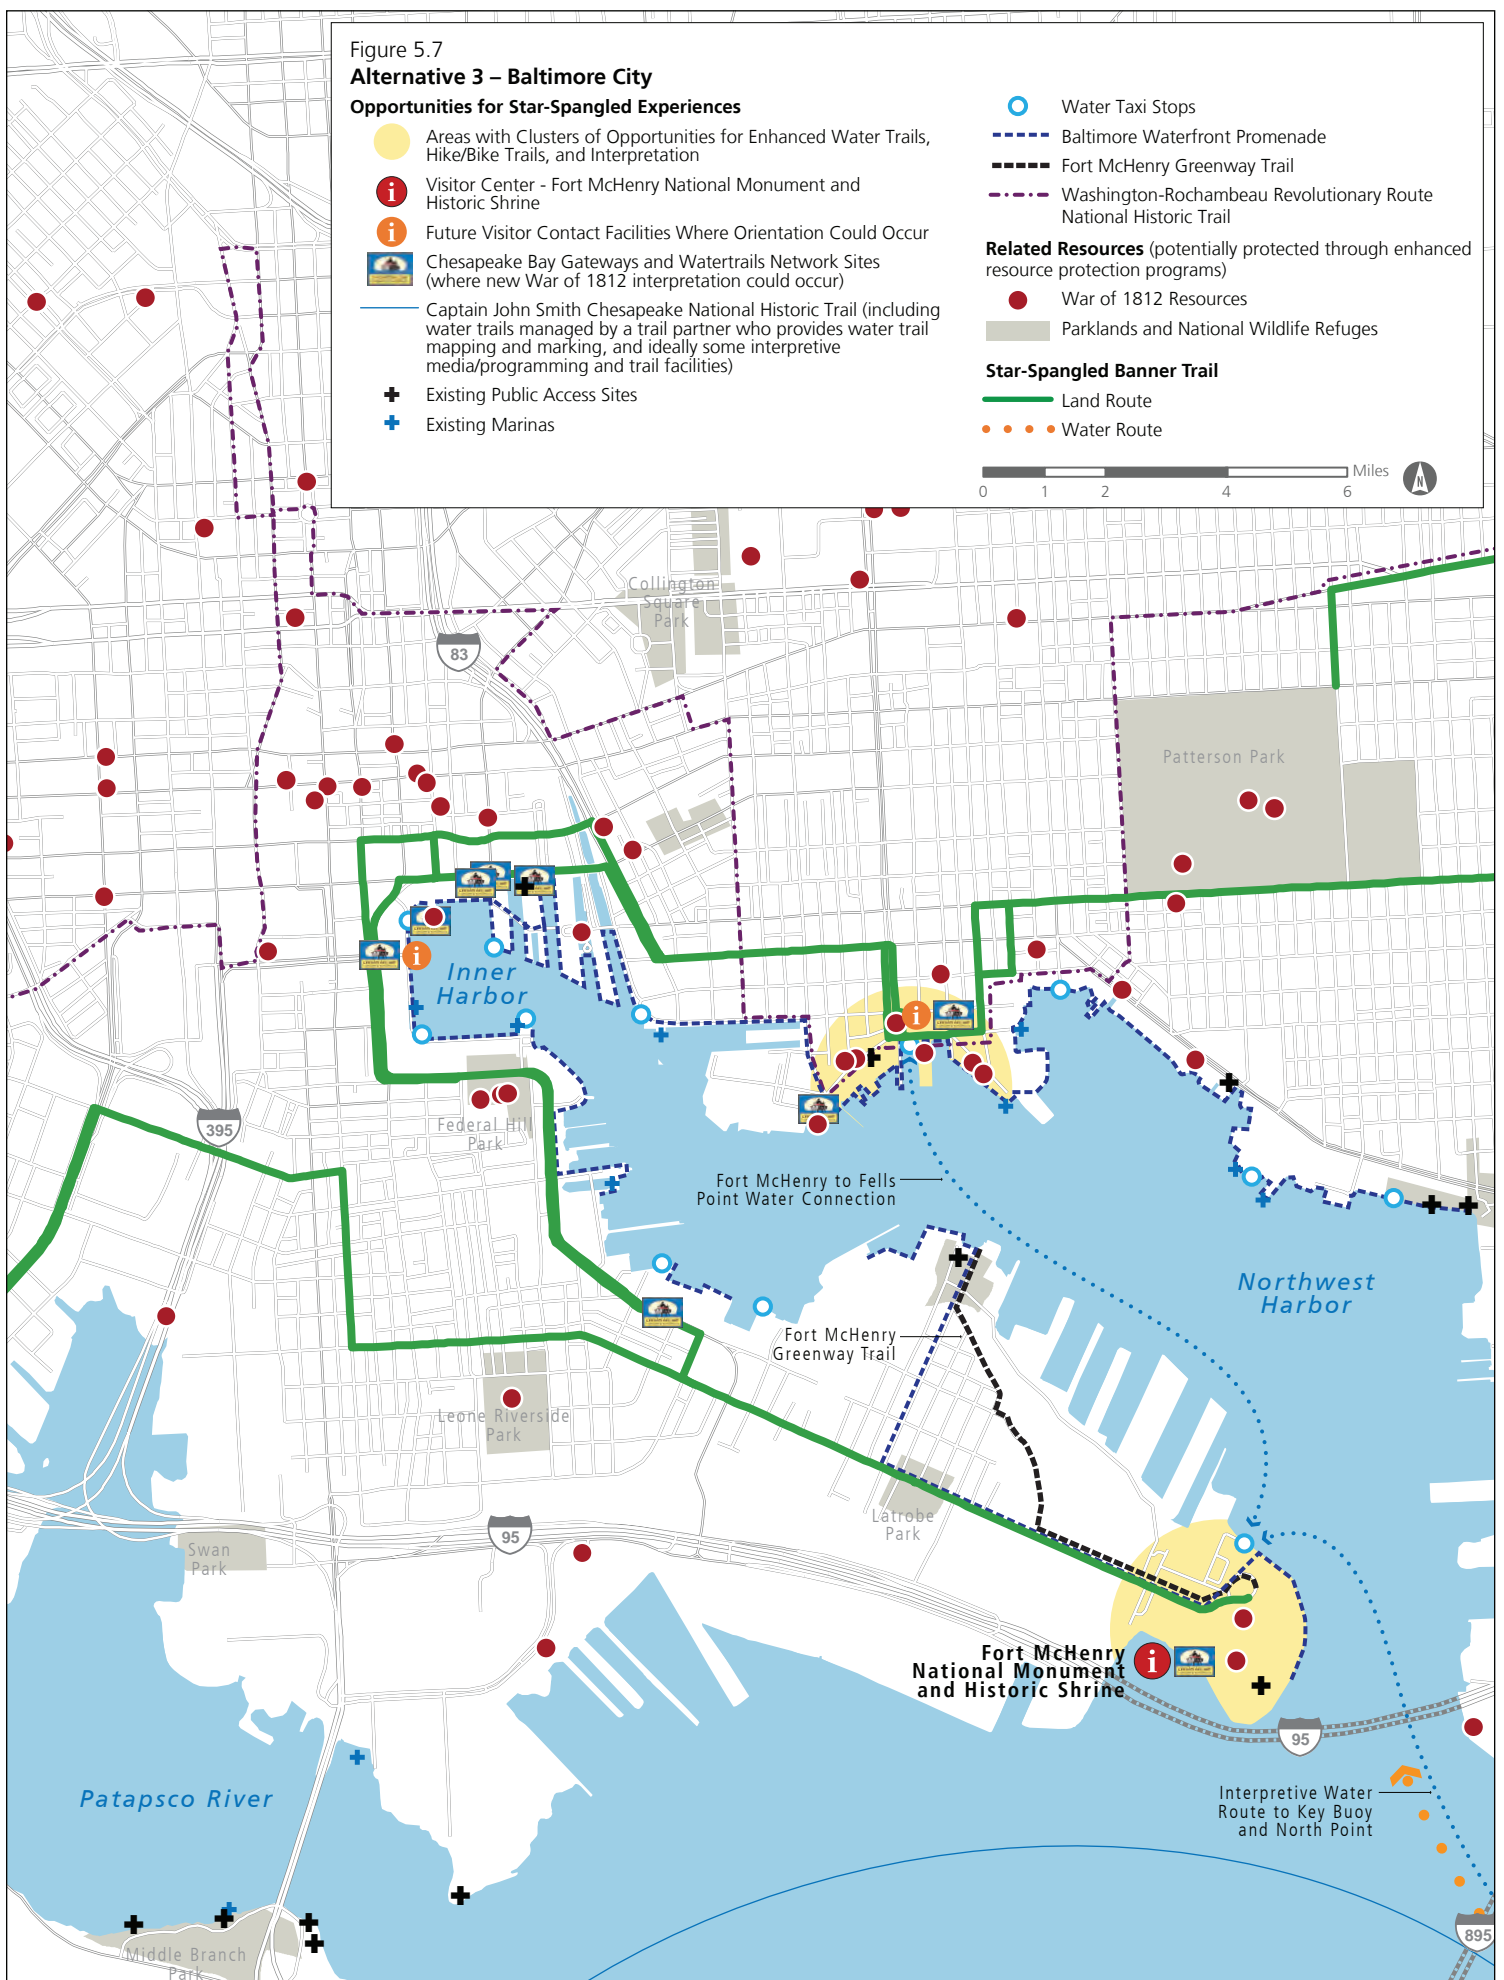 Figure 5.7
Alternative 3 – Baltimore City
Opportunities for Star-Spangled Experiences
Areas with Clusters of Opportunities for Enhanced Water Trails,
Hike/Bike Trails, and Interpretation
i
Visitor Center - Fort McHenry National Monument and
Historic Shrine
i
Future Visitor Contact Facilities Where Orientation Could Occur
Chesapeake Bay Gateways and Watertrails Network Sites
(where new War of 1812 interpretation could occur)
Captain John Smith Chesapeake National Historic Trail (including
water trails managed by a trail partner who provides water trail
mapping and marking, and ideally some interpretive
media/programming and trail facilities)
Existing Public Access Sites
Existing Marinas
Water Taxi Stops
Baltimore Waterfront Promenade
Fort McHenry Greenway Trail
Washington-Rochambeau Revolutionary Route
National Historic Trail
Related Resources (potentially protected through enhanced
resource protection programs)
War of 1812 Resources
Parklands and National Wildlife Refuges
Star-Spangled Banner Trail
Land Route
Water Route
Miles
0 1 2 4 6
N
Collington
Square
Park
83
Patterson Park
i
Inner
Harbor
i
395
Federal Hill
Park
Fort McHenry to Fells
Point Water Connection
Northwest
Harbor
Fort McHenry
Greenway Trail
Leone Riverside
Park
Latrobe
Park
95
Swan
Park
Fort McHenry
National Monument
and Historic Shrine
i
95
Patapsco River
Interpretive Water
Route to Key Buoy
and North Point
895
Middle Branch
Park